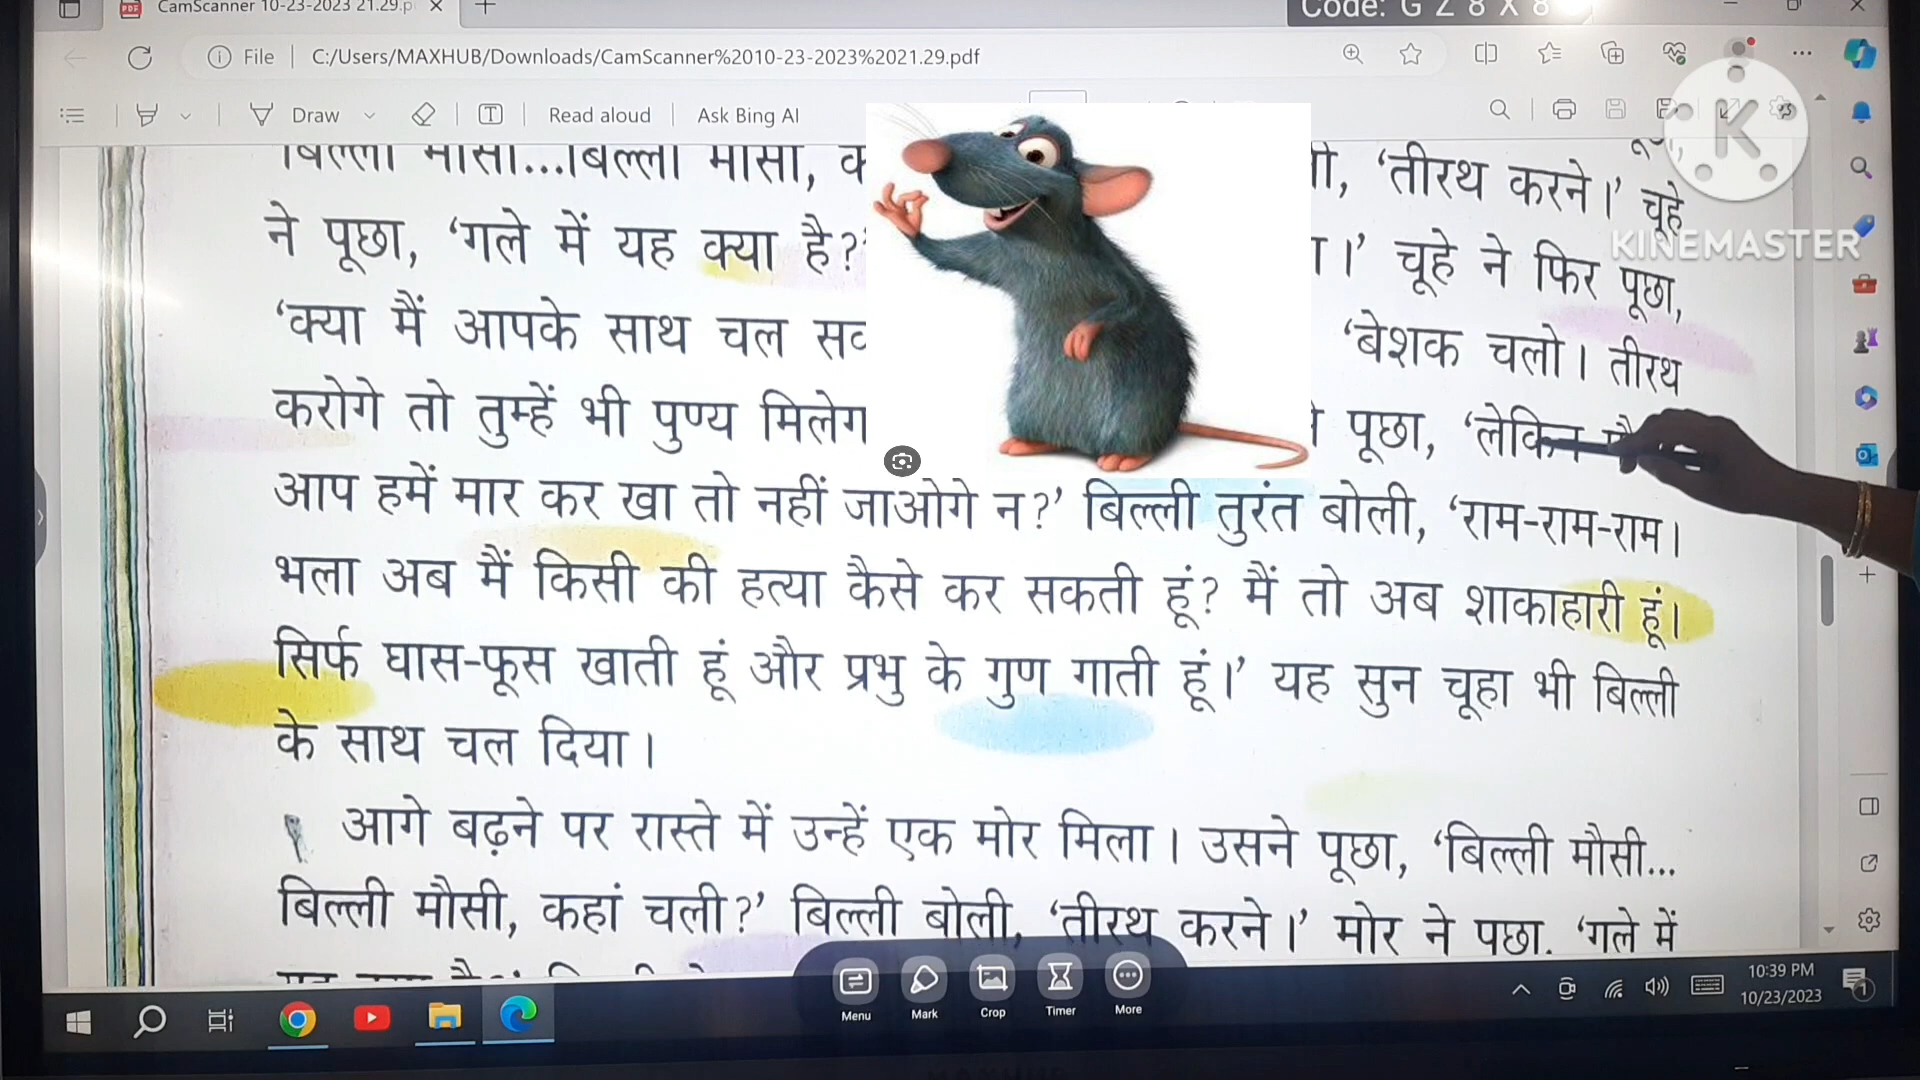 CamScanner 10-23-2023 21.29.p
Code: G Z 8 X 8
File C:/Users/MAXHUB/Downloads/CamScanner%2010-23-2023%2021.29.pdf
Draw Read aloud Ask Bing AI
KINEMASTER
बिल्ली मौसी...बिल्ली मौसी, ‘तीरथ करने।’ चूहे
ने पूछा, ‘गले में यह क्या है?’ चूहे ने फिर पूछा,
‘क्या मैं आपके साथ चल ‘बेशक चलो। तीरथ
करोगे तो तुम्हें भी पुण्य पूछा, ‘लेकिन
आप हमें मार कर खा तो नहीं जाओगे न?’ बिल्ली तुरंत बोली, ‘राम-राम-राम।
भला अब मैं किसी की हत्या कैसे कर सकती हूं? मैं तो अब शाकाहारी हूं।
सिर्फ घास-फूस खाती हूं और प्रभु के गुण गाती हूं।’ यह सुन चूहा भी बिल्ली
के साथ चल दिया।
आगे बढ़ने पर रास्ते में उन्हें एक मोर मिला। उसने पूछा, ‘बिल्ली मौसी...
बिल्ली मौसी, कहां चली?’ बिल्ली बोली, ‘तीरथ करने।’ मोर ने पूछा, ‘गले में
Menu Mark Crop Timer More
10:39 PM
10/23/2023